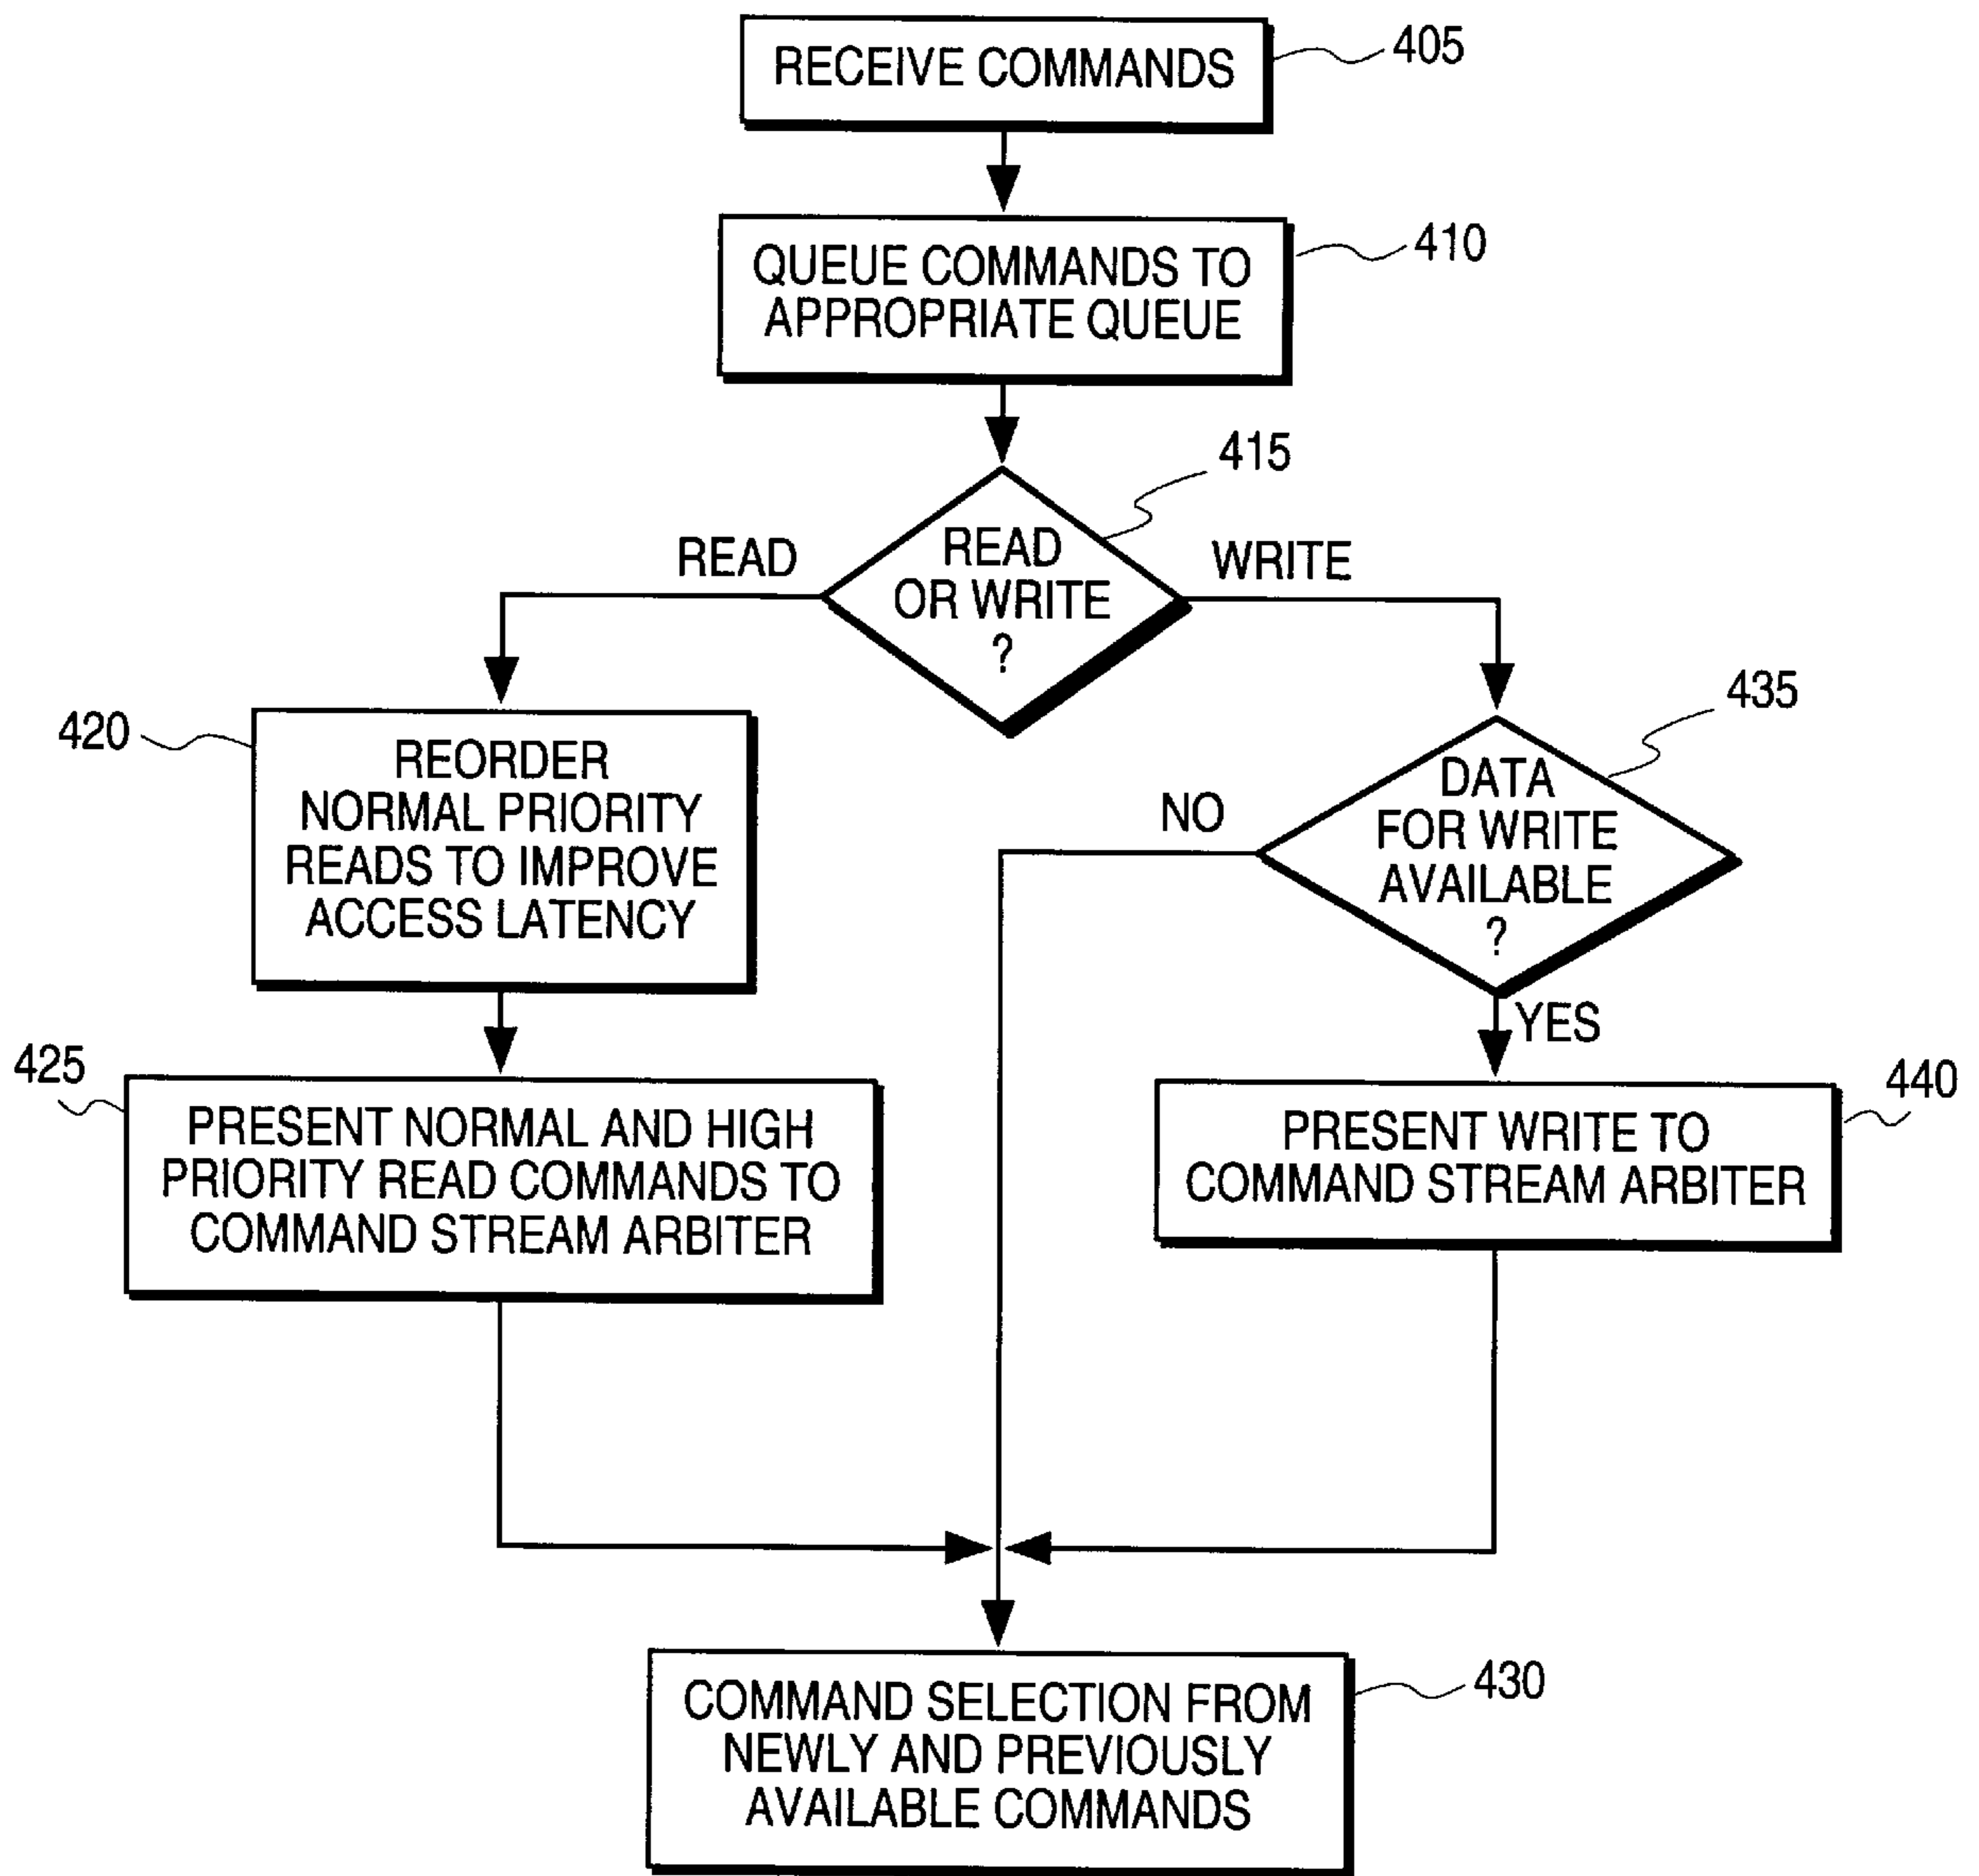 RECEIVE COMMANDS
405
QUEUE COMMANDS TO
APPROPRIATE QUEUE
410
READ
OR WRITE
?
415
READ
WRITE
420
REORDER
NORMAL PRIORITY
READS TO IMPROVE
ACCESS LATENCY
DATA
FOR WRITE
AVAILABLE
?
435
NO
YES
425
PRESENT NORMAL AND HIGH
PRIORITY READ COMMANDS TO
COMMAND STREAM ARBITER
PRESENT WRITE TO
COMMAND STREAM ARBITER
440
COMMAND SELECTION FROM
NEWLY AND PREVIOUSLY
AVAILABLE COMMANDS
430